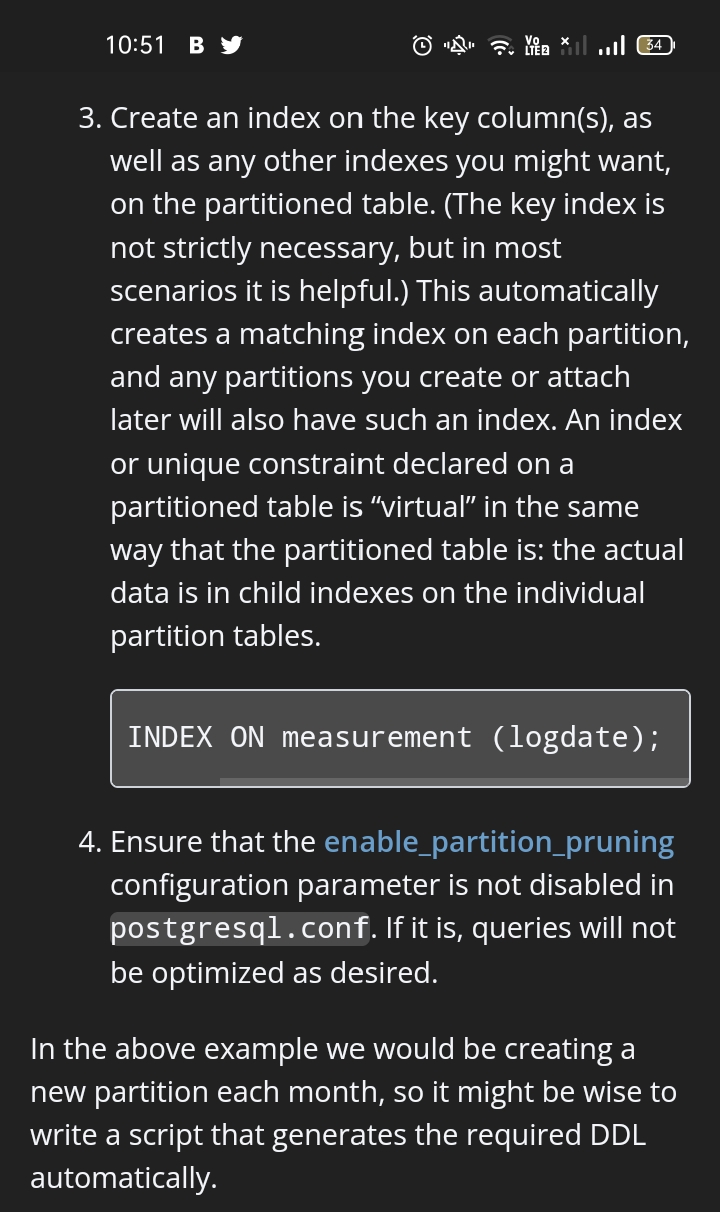 10:51 B Vo LTE2 34
3. Create an index on the key column(s), as
well as any other indexes you might want,
on the partitioned table. (The key index is
not strictly necessary, but in most
scenarios it is helpful.) This automatically
creates a matching index on each partition,
and any partitions you create or attach
later will also have such an index. An index
or unique constraint declared on a
partitioned table is “virtual” in the same
way that the partitioned table is: the actual
data is in child indexes on the individual
partition tables.
INDEX ON measurement (logdate);
4. Ensure that the enable_partition_pruning
configuration parameter is not disabled in
postgresql.conf. If it is, queries will not
be optimized as desired.
In the above example we would be creating a
new partition each month, so it might be wise to
write a script that generates the required DDL
automatically.